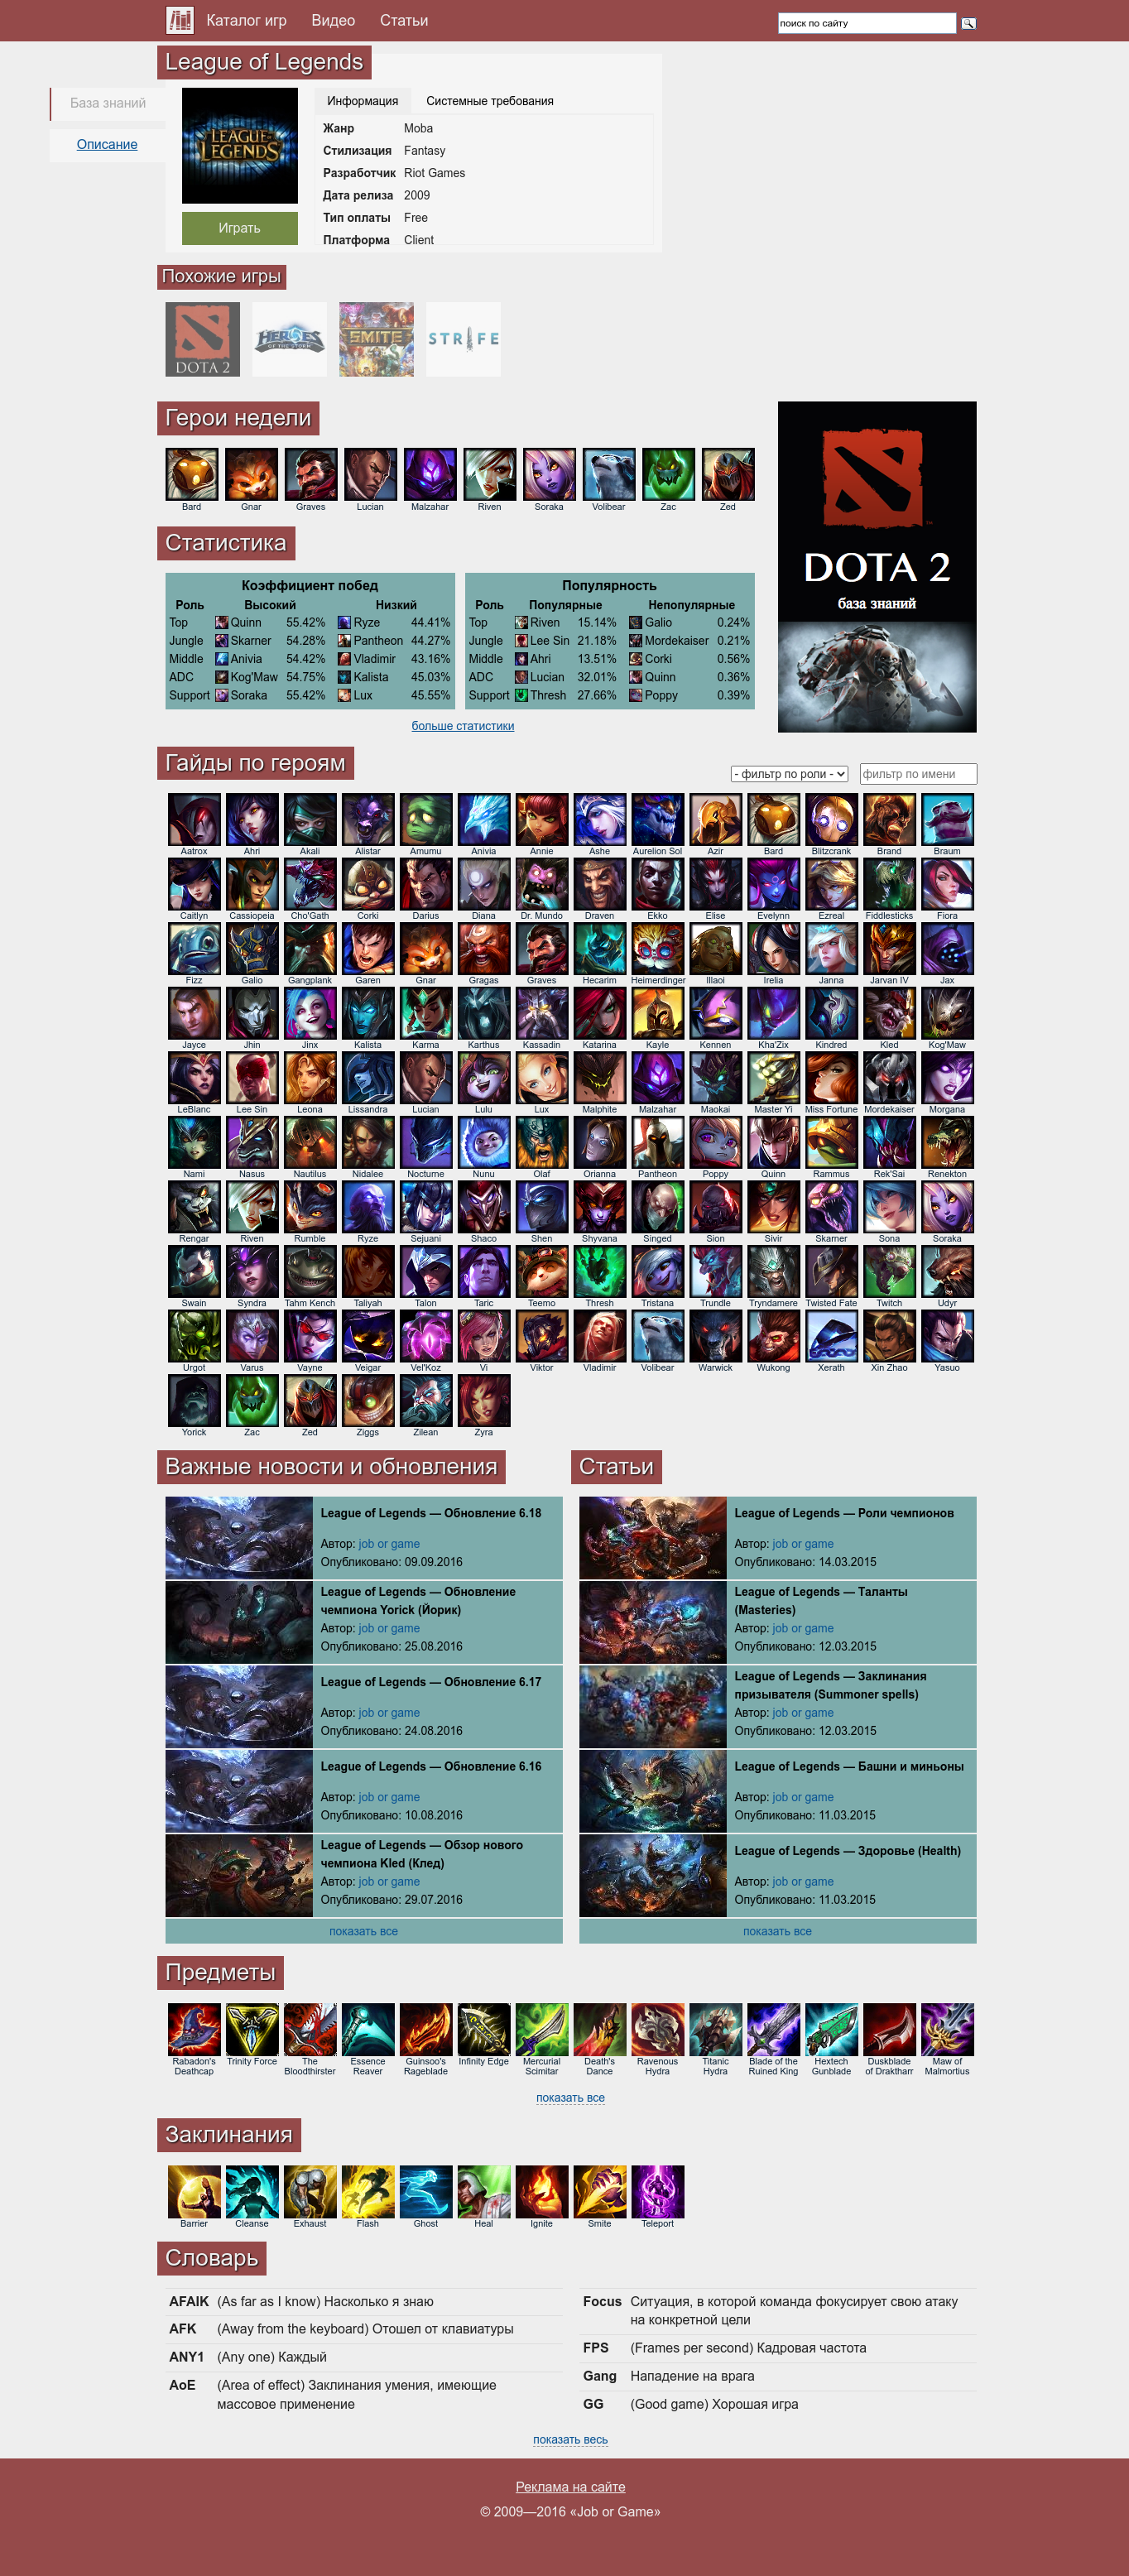 Каталог игр Видео Статьи
поиск по сайту
League of Legends
База знаний
Описание
LEAGUE OF LEGENDS
Играть
Информация Системные требования
Жанр Moba
Стилизация Fantasy
Разработчик Riot Games
Дата релиза 2009
Тип оплаты Free
Платформа Client
Похожие игры
DOTA 2
HEROES OF THE STORM
SMITE
STRIFE
Герои недели
Bard Gnar Graves Lucian Malzahar Riven Soraka Volibear Zac Zed
DOTA 2
база знаний
Статистика
Коэффициент побед
Роль Высокий Низкий
Top Quinn 55.42% Ryze 44.41%
Jungle Skarner 54.28% Pantheon 44.27%
Middle Anivia 54.42% Vladimir 43.16%
ADC Kog'Maw 54.75% Kalista 45.03%
Support Soraka 55.42% Lux 45.55%
Популярность
Роль Популярные Непопулярные
Top Riven 15.14% Galio 0.24%
Jungle Lee Sin 21.18% Mordekaiser 0.21%
Middle Ahri 13.51% Corki 0.56%
ADC Lucian 32.01% Quinn 0.36%
Support Thresh 27.66% Poppy 0.39%
больше статистики
Гайды по героям
- фильтр по роли -
фильтр по имени
Aatrox Ahri Akali Alistar Amumu Anivia Annie Ashe Aurelion Sol Azir Bard Blitzcrank Brand Braum
Caitlyn Cassiopeia Cho'Gath Corki Darius Diana Dr. Mundo Draven Ekko Elise Evelynn Ezreal Fiddlesticks Fiora
Fizz Galio Gangplank Garen Gnar Gragas Graves Hecarim Heimerdinger Illaoi Irelia Janna Jarvan IV Jax
Jayce Jhin Jinx Kalista Karma Karthus Kassadin Katarina Kayle Kennen Kha'Zix Kindred Kled Kog'Maw
LeBlanc Lee Sin Leona Lissandra Lucian Lulu Lux Malphite Malzahar Maokai Master Yi Miss Fortune Mordekaiser Morgana
Nami Nasus Nautilus Nidalee Nocturne Nunu Olaf Orianna Pantheon Poppy Quinn Rammus Rek'Sai Renekton
Rengar Riven Rumble Ryze Sejuani Shaco Shen Shyvana Singed Sion Sivir Skarner Sona Soraka
Swain Syndra Tahm Kench Taliyah Talon Taric Teemo Thresh Tristana Trundle Tryndamere Twisted Fate Twitch Udyr
Urgot Varus Vayne Veigar Vel'Koz Vi Viktor Vladimir Volibear Warwick Wukong Xerath Xin Zhao Yasuo
Yorick Zac Zed Ziggs Zilean Zyra
Важные новости и обновления
League of Legends — Обновление 6.18
Автор: job or game
Опубликовано: 09.09.2016
League of Legends — Обновление
чемпиона Yorick (Йорик)
Автор: job or game
Опубликовано: 25.08.2016
League of Legends — Обновление 6.17
Автор: job or game
Опубликовано: 24.08.2016
League of Legends — Обновление 6.16
Автор: job or game
Опубликовано: 10.08.2016
League of Legends — Обзор нового
чемпиона Kled (Клед)
Автор: job or game
Опубликовано: 29.07.2016
показать все
Статьи
League of Legends — Роли чемпионов
Автор: job or game
Опубликовано: 14.03.2015
League of Legends — Таланты
(Masteries)
Автор: job or game
Опубликовано: 12.03.2015
League of Legends — Заклинания
призывателя (Summoner spells)
Автор: job or game
Опубликовано: 12.03.2015
League of Legends — Башни и миньоны
Автор: job or game
Опубликовано: 11.03.2015
League of Legends — Здоровье (Health)
Автор: job or game
Опубликовано: 11.03.2015
показать все
Предметы
Rabadon's Trinity Force The Essence Guinsoo's Infinity Edge Mercurial Death's Ravenous Titanic Blade of the Hextech Duskblade Maw of
Deathcap Bloodthirster Reaver Rageblade Scimitar Dance Hydra Hydra Ruined King Gunblade of Draktharr Malmortius
показать все
Заклинания
Barrier Cleanse Exhaust Flash Ghost Heal Ignite Smite Teleport
Словарь
AFAIK (As far as I know) Насколько я знаю
AFK (Away from the keyboard) Отошел от клавиатуры
ANY1 (Any one) Каждый
AoE (Area of effect) Заклинания умения, имеющие
массовое применение
Focus Ситуация, в которой команда фокусирует свою атаку
на конкретной цели
FPS (Frames per second) Кадровая частота
Gang Нападение на врага
GG (Good game) Хорошая игра
показать весь
Реклама на сайте
© 2009—2016 «Job or Game»